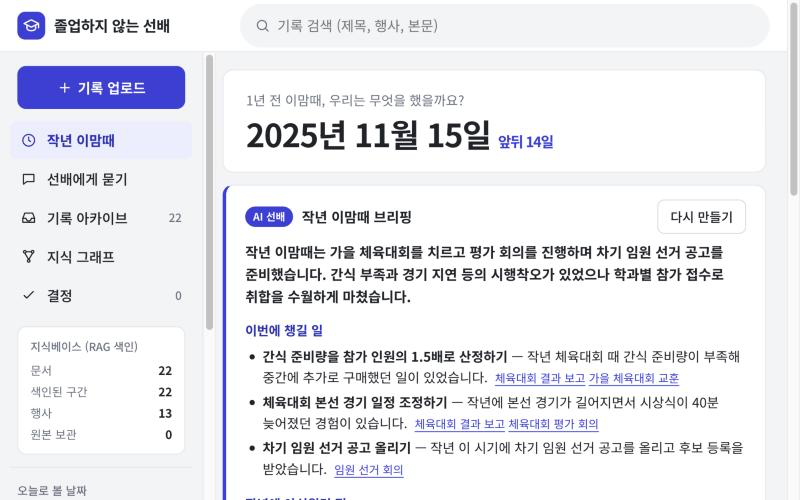 졸업하지 않는 선배
기록 검색 (제목, 행사, 본문)
+ 기록 업로드
작년 이맘때
선배에게 묻기
기록 아카이브 22
지식 그래프
결정 0
지식베이스 (RAG 색인)
문서 22
색인된 구간 22
행사 13
원본 보관 0
오늘로 볼 날짜
1년 전 이맘때, 우리는 무엇을 했을까요?
2025년 11월 15일 앞뒤 14일
AI 선배 작년 이맘때 브리핑
다시 만들기
작년 이맘때는 가을 체육대회를 치르고 평가 회의를 진행하며 차기 임원 선거 공고를
준비했습니다. 간식 부족과 경기 지연 등의 시행착오가 있었으나 학과별 참가 접수로
취합을 수월하게 마쳤습니다.
이번에 챙길 일
• 간식 준비량을 참가 인원의 1.5배로 산정하기 — 작년 체육대회 때 간식 준비량이 부족해
중간에 추가로 구매했던 일이 있었습니다. 체육대회 결과 보고 가을 체육대회 교훈
• 체육대회 본선 경기 일정 조정하기 — 작년에 본선 경기가 길어지면서 시상식이 40분
늦어졌던 경험이 있습니다. 체육대회 결과 보고 체육대회 평가 회의
• 차기 임원 선거 공고 올리기 — 작년 이 시기에 차기 임원 선거 공고를 올리고 후보 등록을
받았습니다. 임원 선거 회의